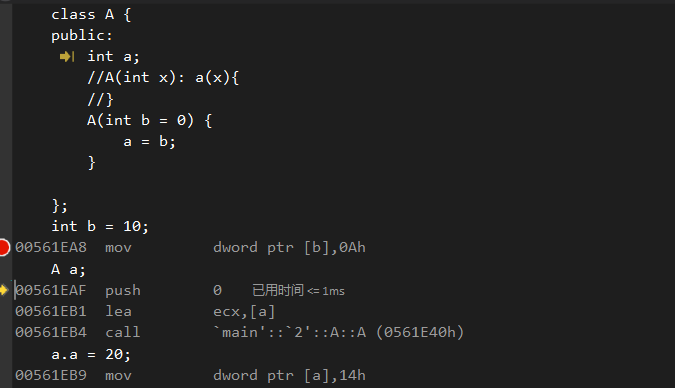 class A {
public:
int a;
//A(int x): a(x){
//}
A(int b = 0) {
a = b;
}
};
int b = 10;
00561EA8 mov dword ptr [b],0Ah
A a;
00561EAF push 0 已用时间 <= 1ms
00561EB1 lea ecx,[a]
00561EB4 call `main'::`2'::A::A (0561E40h)
a.a = 20;
00561EB9 mov dword ptr [a],14h